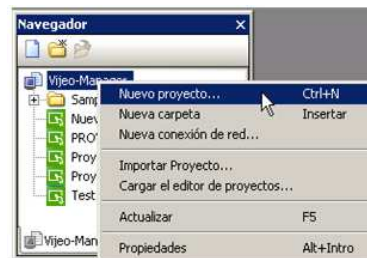 Navegador
Vijeo-Manager
Samp
Nuev
PRO
Proy
Proy
Test
Vijeo-Man
Nuevo proyecto... Ctrl+N
Nueva carpeta Insertar
Nueva conexión de red...
Importar Proyecto...
Cargar el editor de proyectos...
Actualizar F5
Propiedades Alt+Intro